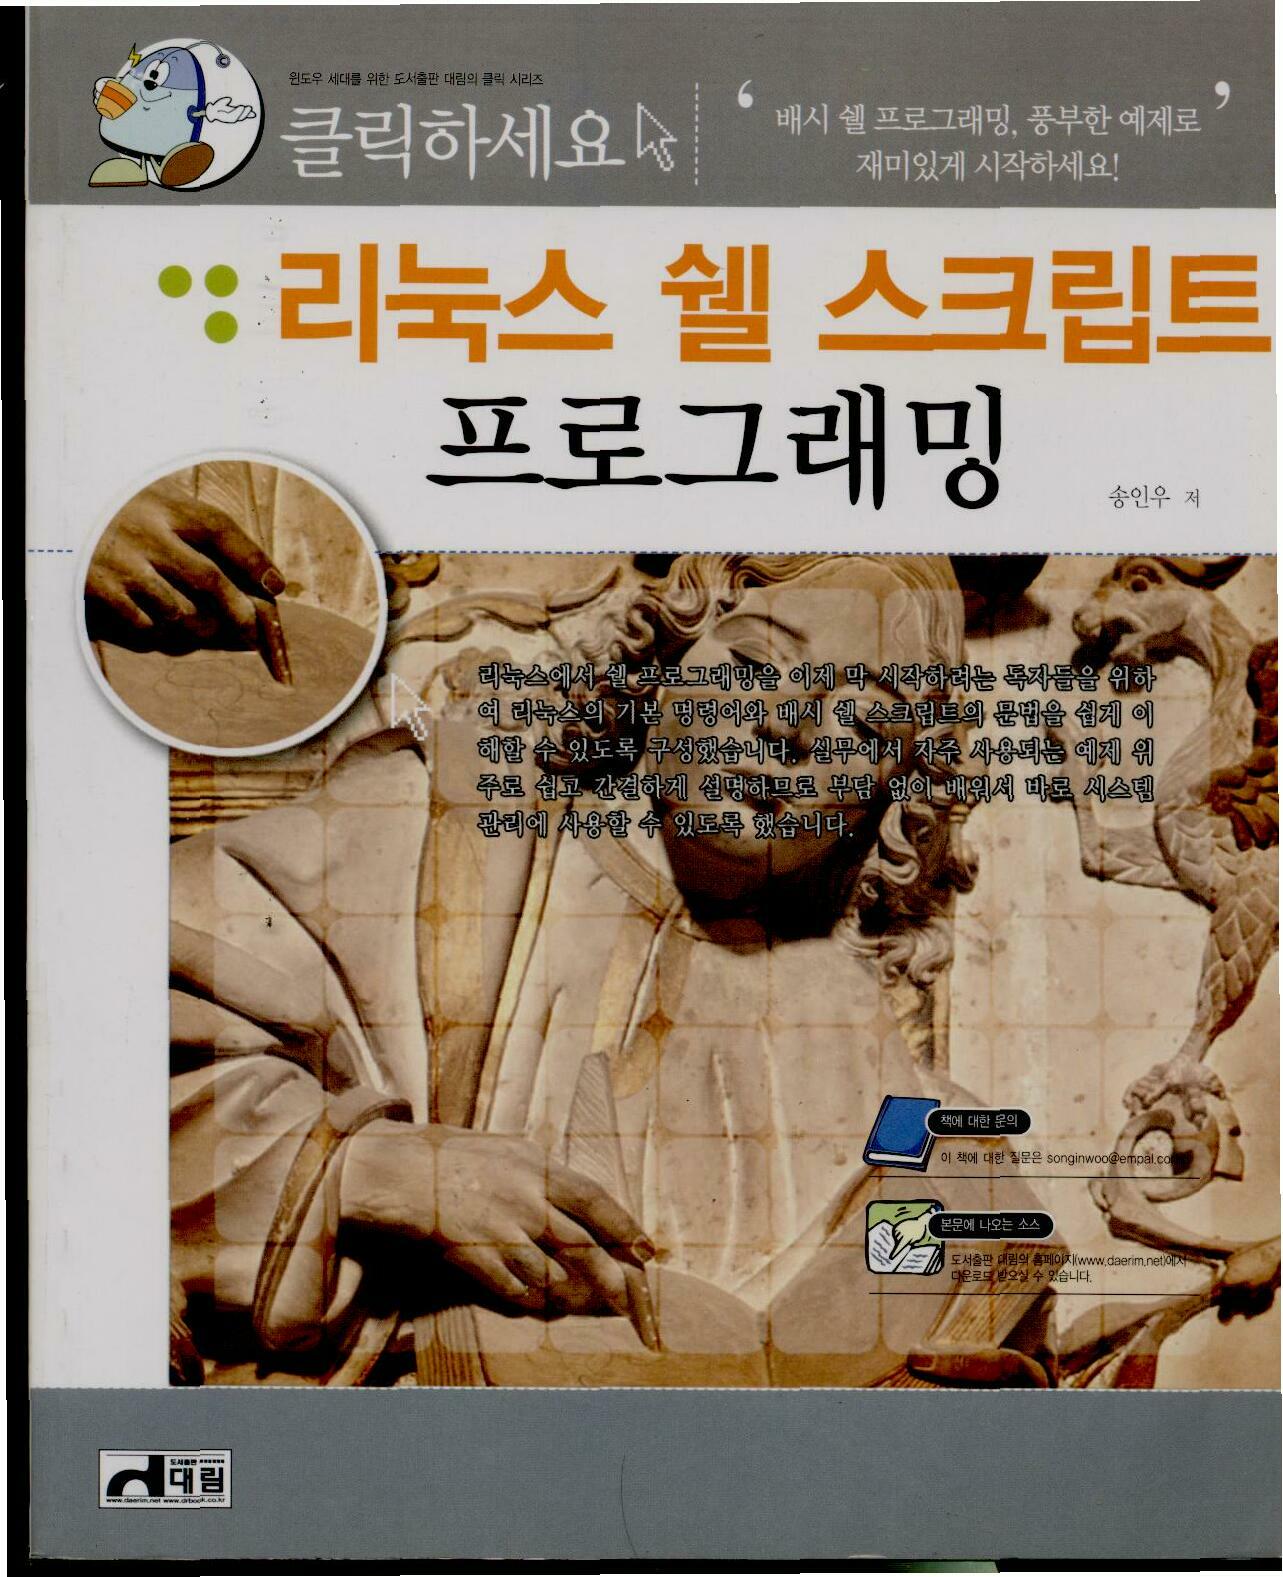 윈도우 세대를 위한 도서출판 대림의 클릭 시리즈
클릭하세요
‘ 배시 쉘 프로그래밍, 풍부한 예제로 ’
재미있게 시작하세요!
리눅스 쉘 스크립트
프로그래밍
송인우 저
리눅스에서 쉘 프로그래밍을 이제 막 시작하려는 독자들을 위하
여 리눅스의 기본 명령어와 배시 쉘 스크립트의 문법을 쉽게 이
해할 수 있도록 구성했습니다. 실무에서 자주 사용되는 예제 위
주로 쉽고 간결하게 설명하므로 부담 없이 배워서 바로 시스템
관리에 사용할 수 있도록 했습니다.
책에 대한 문의
이 책에 대한 질문은 songinwoo@empal.co
본문에 나오는 소스
도서출판 대림의 홈페이지(www.daerim.net)에서
다운로드 받으실 수 있습니다.
도서출판
대림
www.daerim.net www.drbook.co.kr